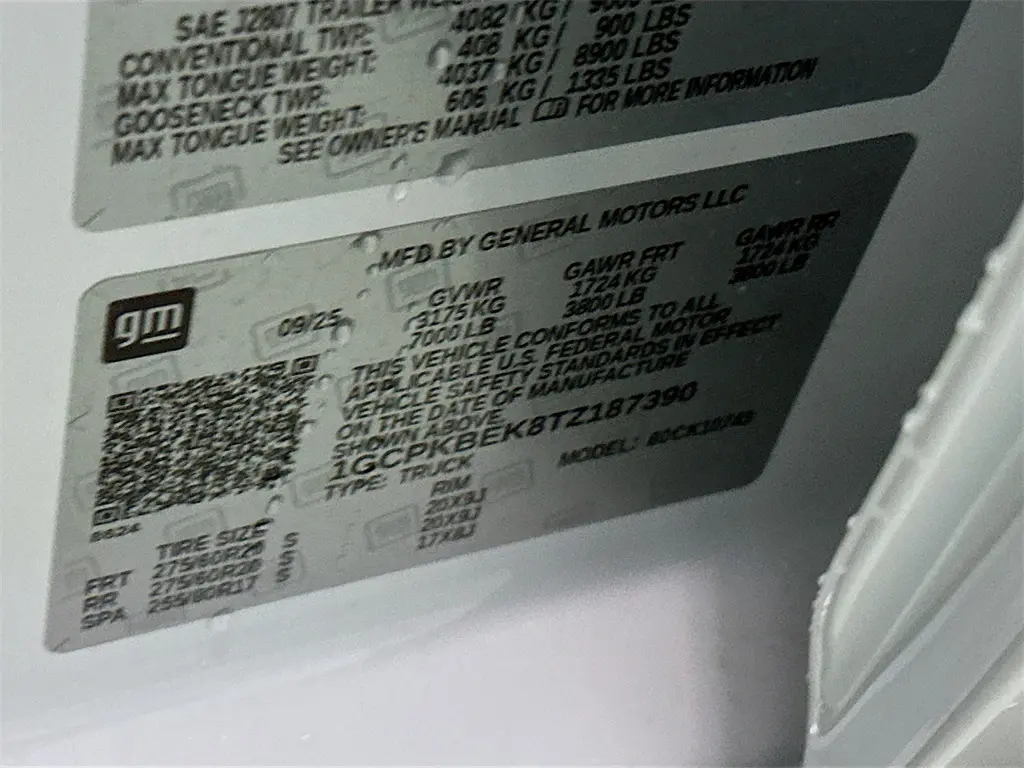 SAE J2807 TRAILER
CONVENTIONAL TWR: 4082 KG/ 9000 LBS
MAX TONGUE WEIGHT: 408 KG/ 900 LBS
GOOSENECK TWR: 4037 KG/ 8900 LBS
MAX TONGUE WEIGHT: 606 KG/ 1335 LBS
SEE OWNER'S MANUAL FOR MORE INFORMATION
MFD BY GENERAL MOTORS LLC
gm
09/25
GVWR GAWR FRT GAWR RR
3175 KG 1724 KG 1724 KG
7000 LB 3800 LB 3800 LB
THIS VEHICLE CONFORMS TO ALL
APPLICABLE U.S. FEDERAL MOTOR
VEHICLE SAFETY STANDARDS IN EFFECT
ON THE DATE OF MANUFACTURE
SHOWN ABOVE.
1GCPKBEK8TZ187390
TYPE: TRUCK MODEL:
8624
TIRE SIZE RIM
FRT 275/60R20 S 20X9J
RR 275/60R20 S 20X9J
SPA 255/80R17 S 17X8J